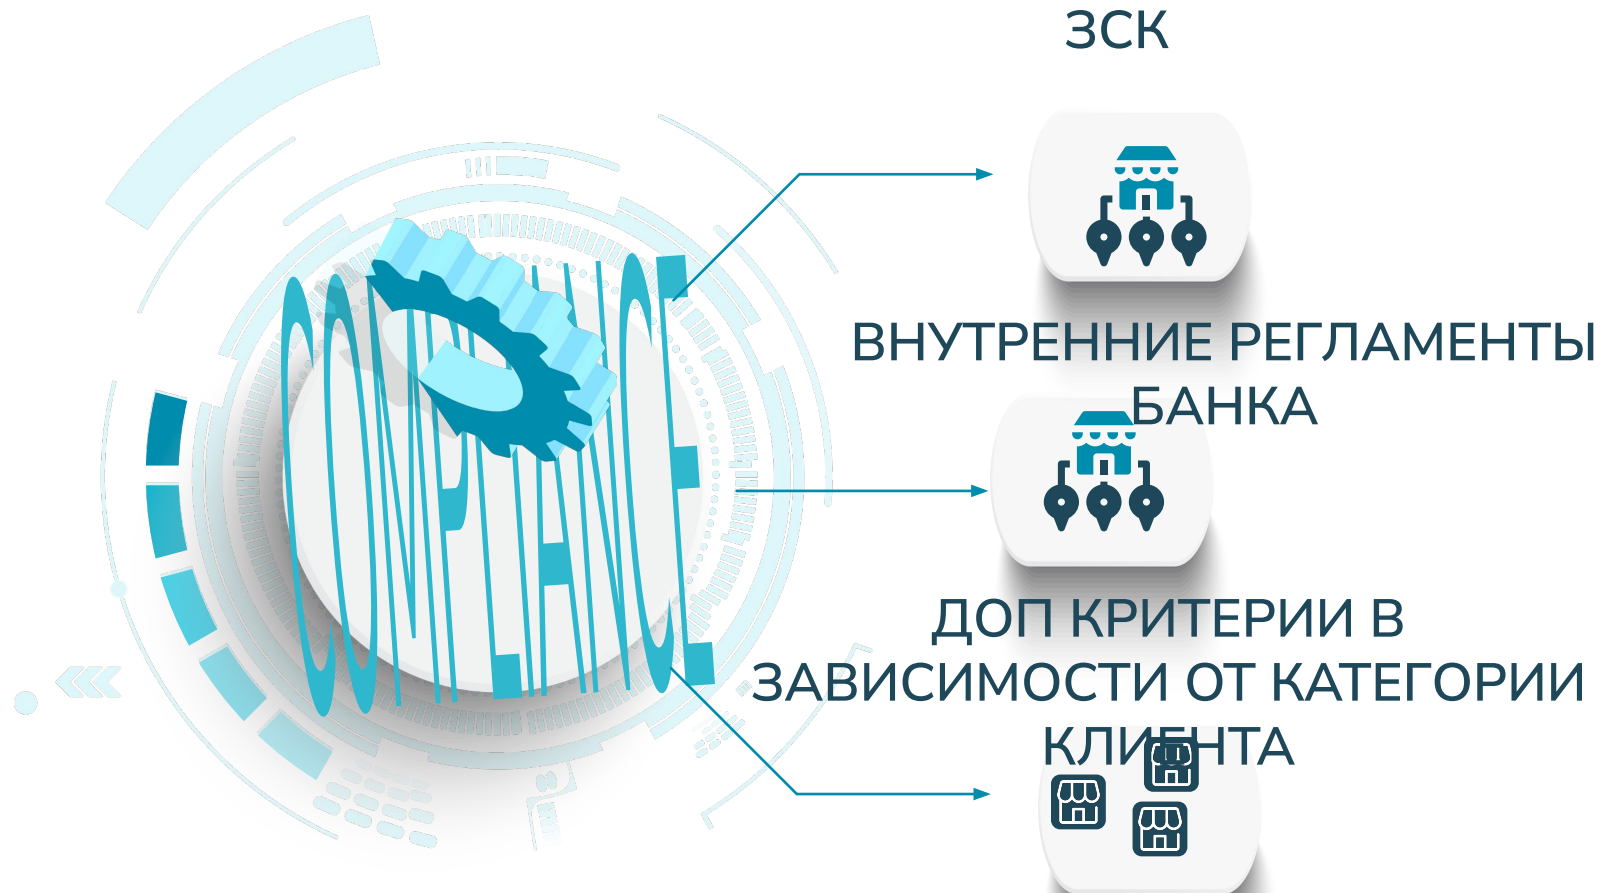 ЗСК
COMPLIANCE
ВНУТРЕННИЕ РЕГЛАМЕНТЫ
БАНКА
ДОП КРИТЕРИИ В
ЗАВИСИМОСТИ ОТ КАТЕГОРИИ
КЛИЕНТА